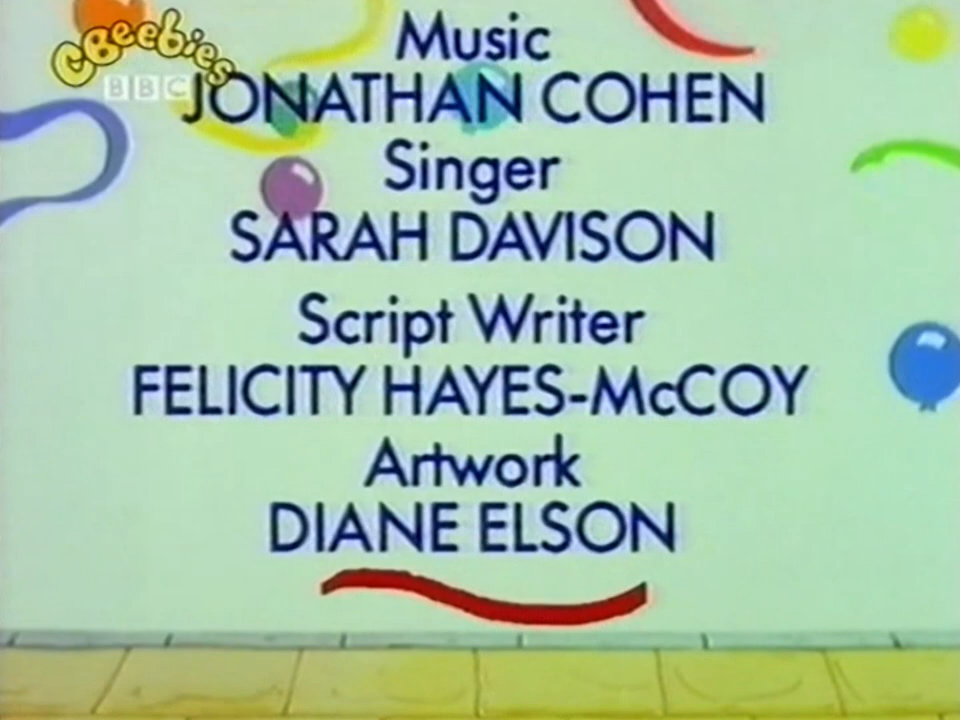 CBeebies
BBC
Music
JONATHAN COHEN
Singer
SARAH DAVISON
Script Writer
FELICITY HAYES-McCOY
Artwork
DIANE ELSON